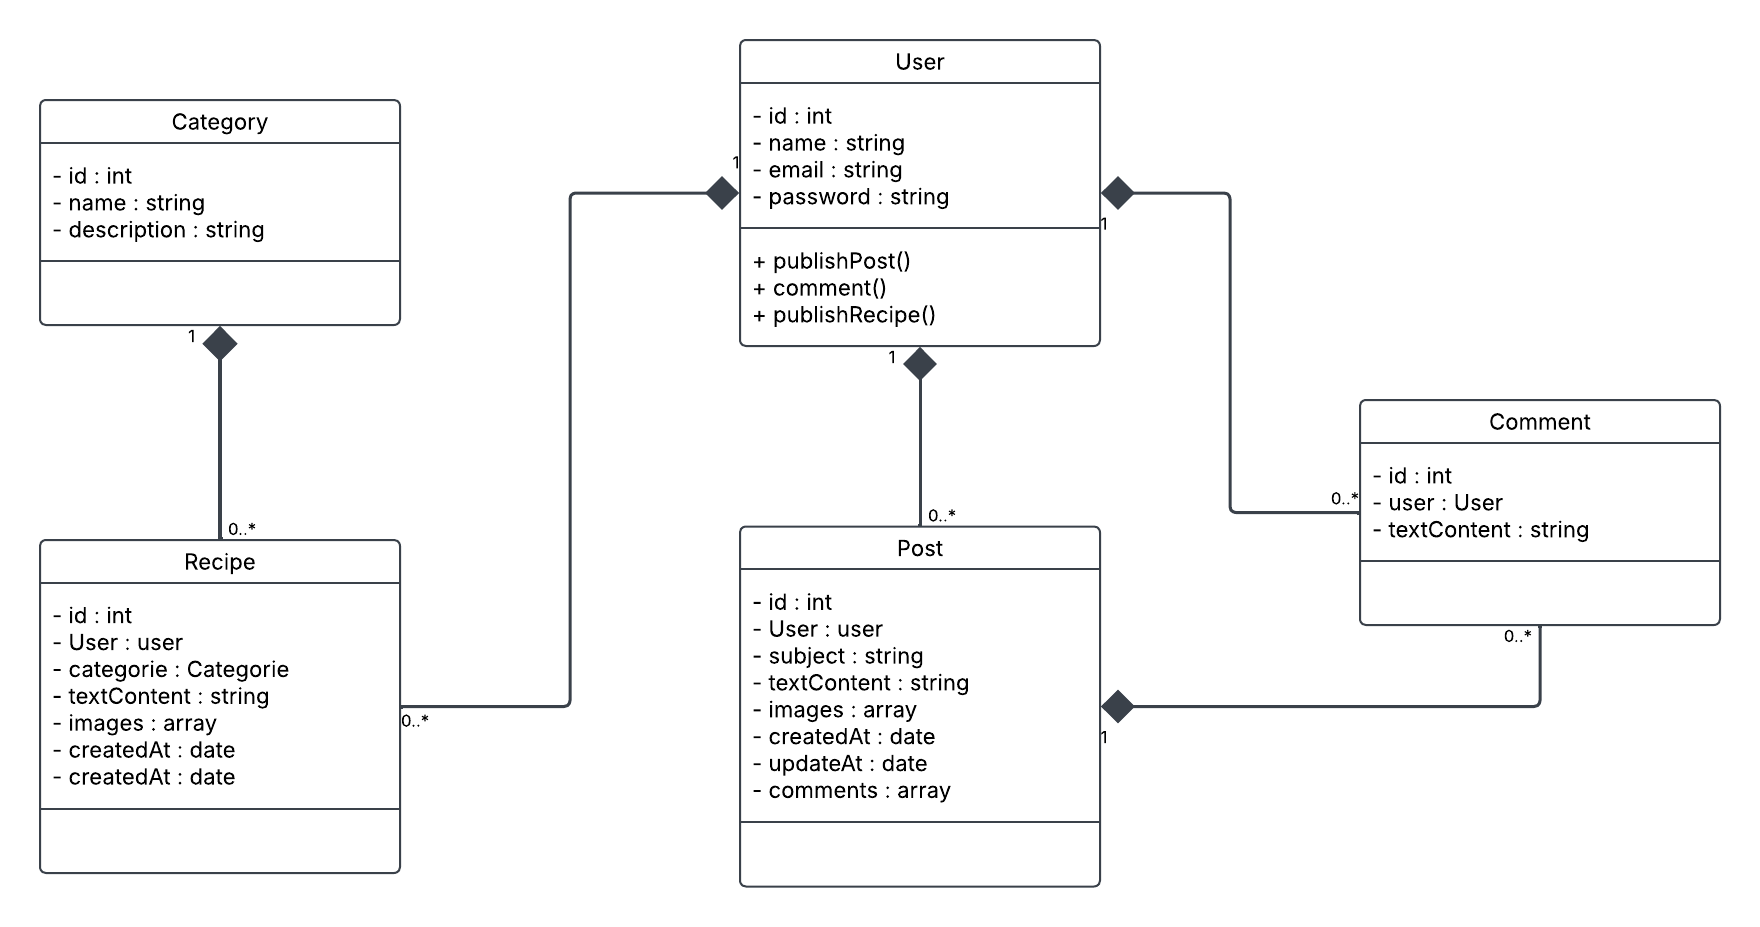 Category
- id : int
- name : string
- description : string
1
0..*
Recipe
- id : int
- User : user
- categorie : Categorie
- textContent : string
- images : array
- createdAt : date
- createdAt : date
0..*
User
- id : int
- name : string
- email : string
- password : string
+ publishPost()
+ comment()
+ publishRecipe()
1
1
1
0..*
Post
- id : int
- User : user
- subject : string
- textContent : string
- images : array
- createdAt : date
- updateAt : date
- comments : array
1
Comment
- id : int
- user : User
- textContent : string
0..*
0..*